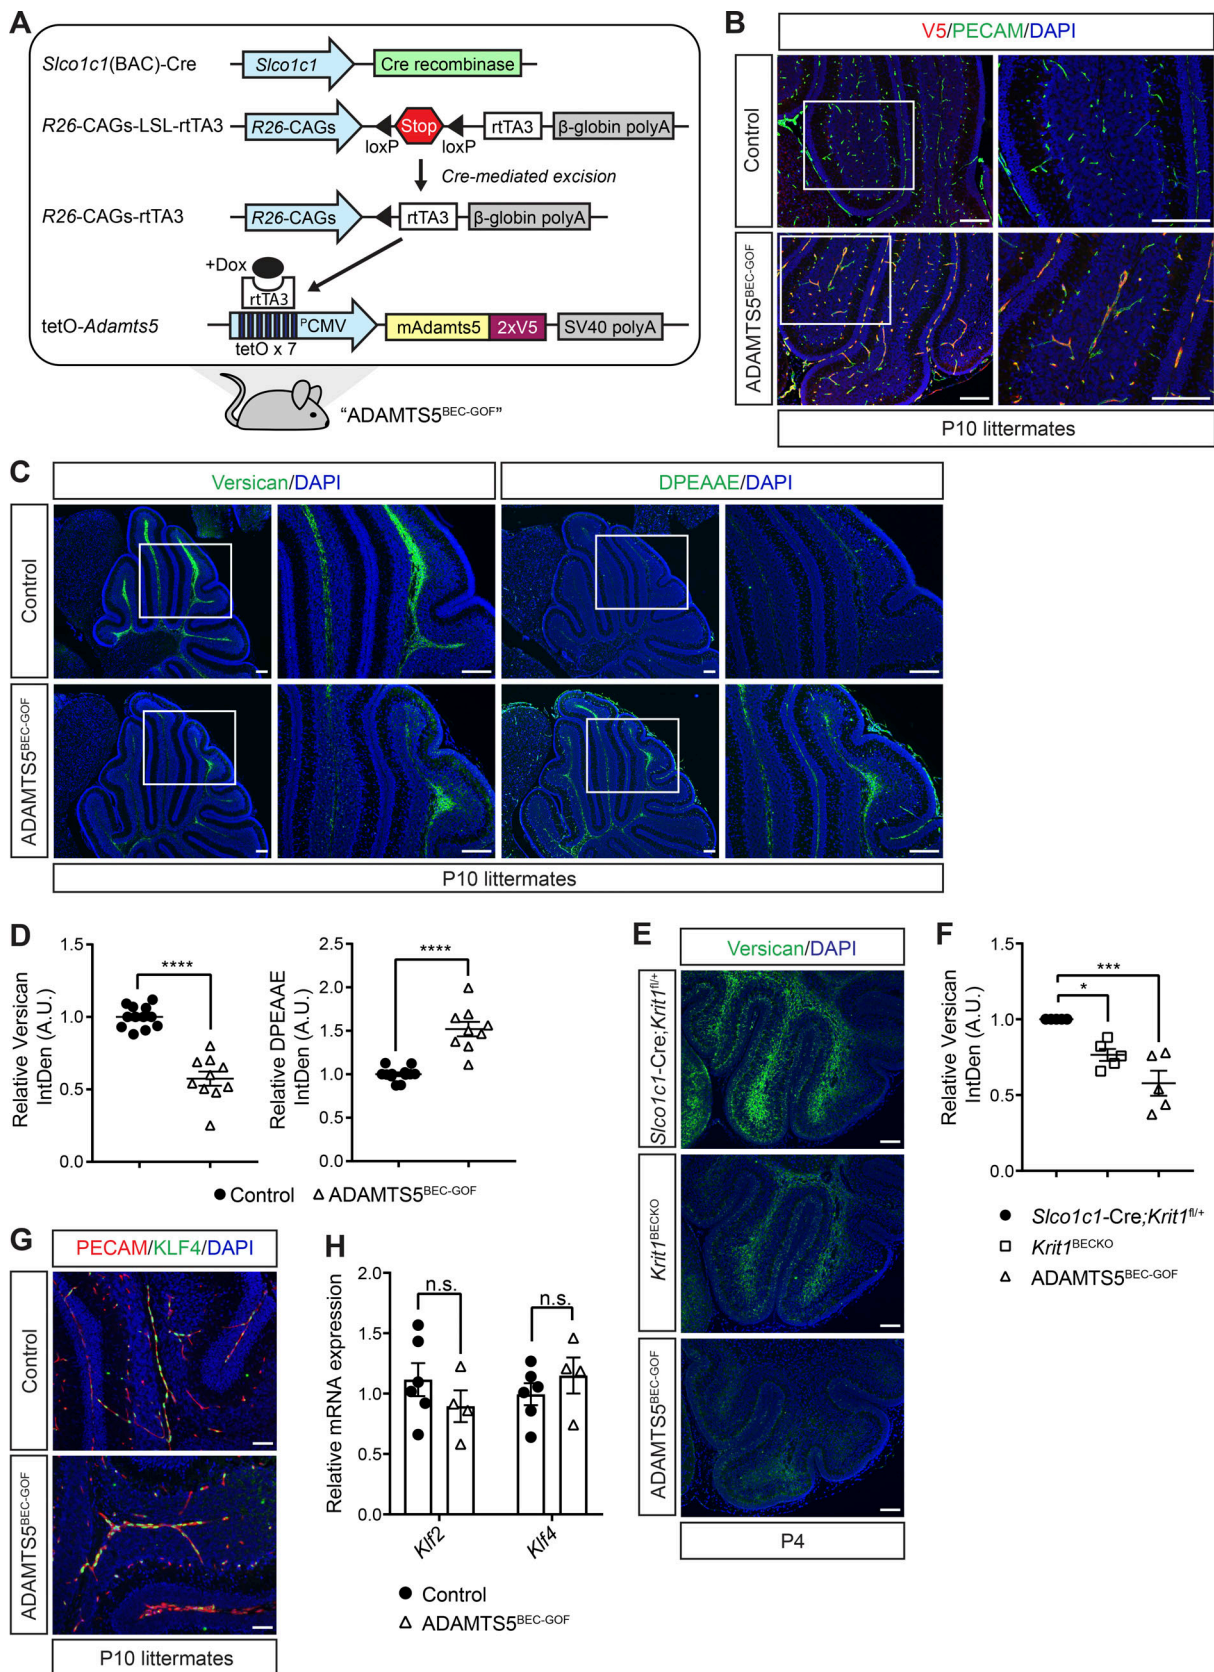 A
Slco1c1(BAC)-Cre
Slco1c1
Cre recombinase
R26-CAGs-LSL-rtTA3
R26-CAGs
Stop
rtTA3
β-globin polyA
loxP
loxP
Cre-mediated excision
R26-CAGs-rtTA3
R26-CAGs
rtTA3
β-globin polyA
+Dox
rtTA3
tetO-Adamts5
PCMV
mAdamts5
2xV5
SV40 polyA
tetO x 7
“ADAMTS5BEC-GOF”
B
V5/PECAM/DAPI
Control
ADAMTS5BEC-GOF
P10 littermates
C
Versican/DAPI
DPEAAE/DAPI
Control
ADAMTS5BEC-GOF
P10 littermates
D
Relative Versican
IntDen (A.U.)
1.5
1.0
0.5
0.0
****
Relative DPEAAE
IntDen (A.U.)
2.5
2.0
1.5
1.0
0.5
0.0
****
Control
ADAMTS5BEC-GOF
E
Versican/DAPI
Slco1c1-Cre;Krit1fl/+
Krit1BECKO
ADAMTS5BEC-GOF
P4
F
Relative Versican
IntDen (A.U.)
1.5
1.0
0.5
0.0
***
*
Slco1c1-Cre;Krit1fl/+
Krit1BECKO
ADAMTS5BEC-GOF
G
PECAM/KLF4/DAPI
Control
ADAMTS5BEC-GOF
P10 littermates
H
Relative mRNA expression
2.0
1.5
1.0
0.5
0.0
n.s.
n.s.
Klf2
Klf4
Control
ADAMTS5BEC-GOF